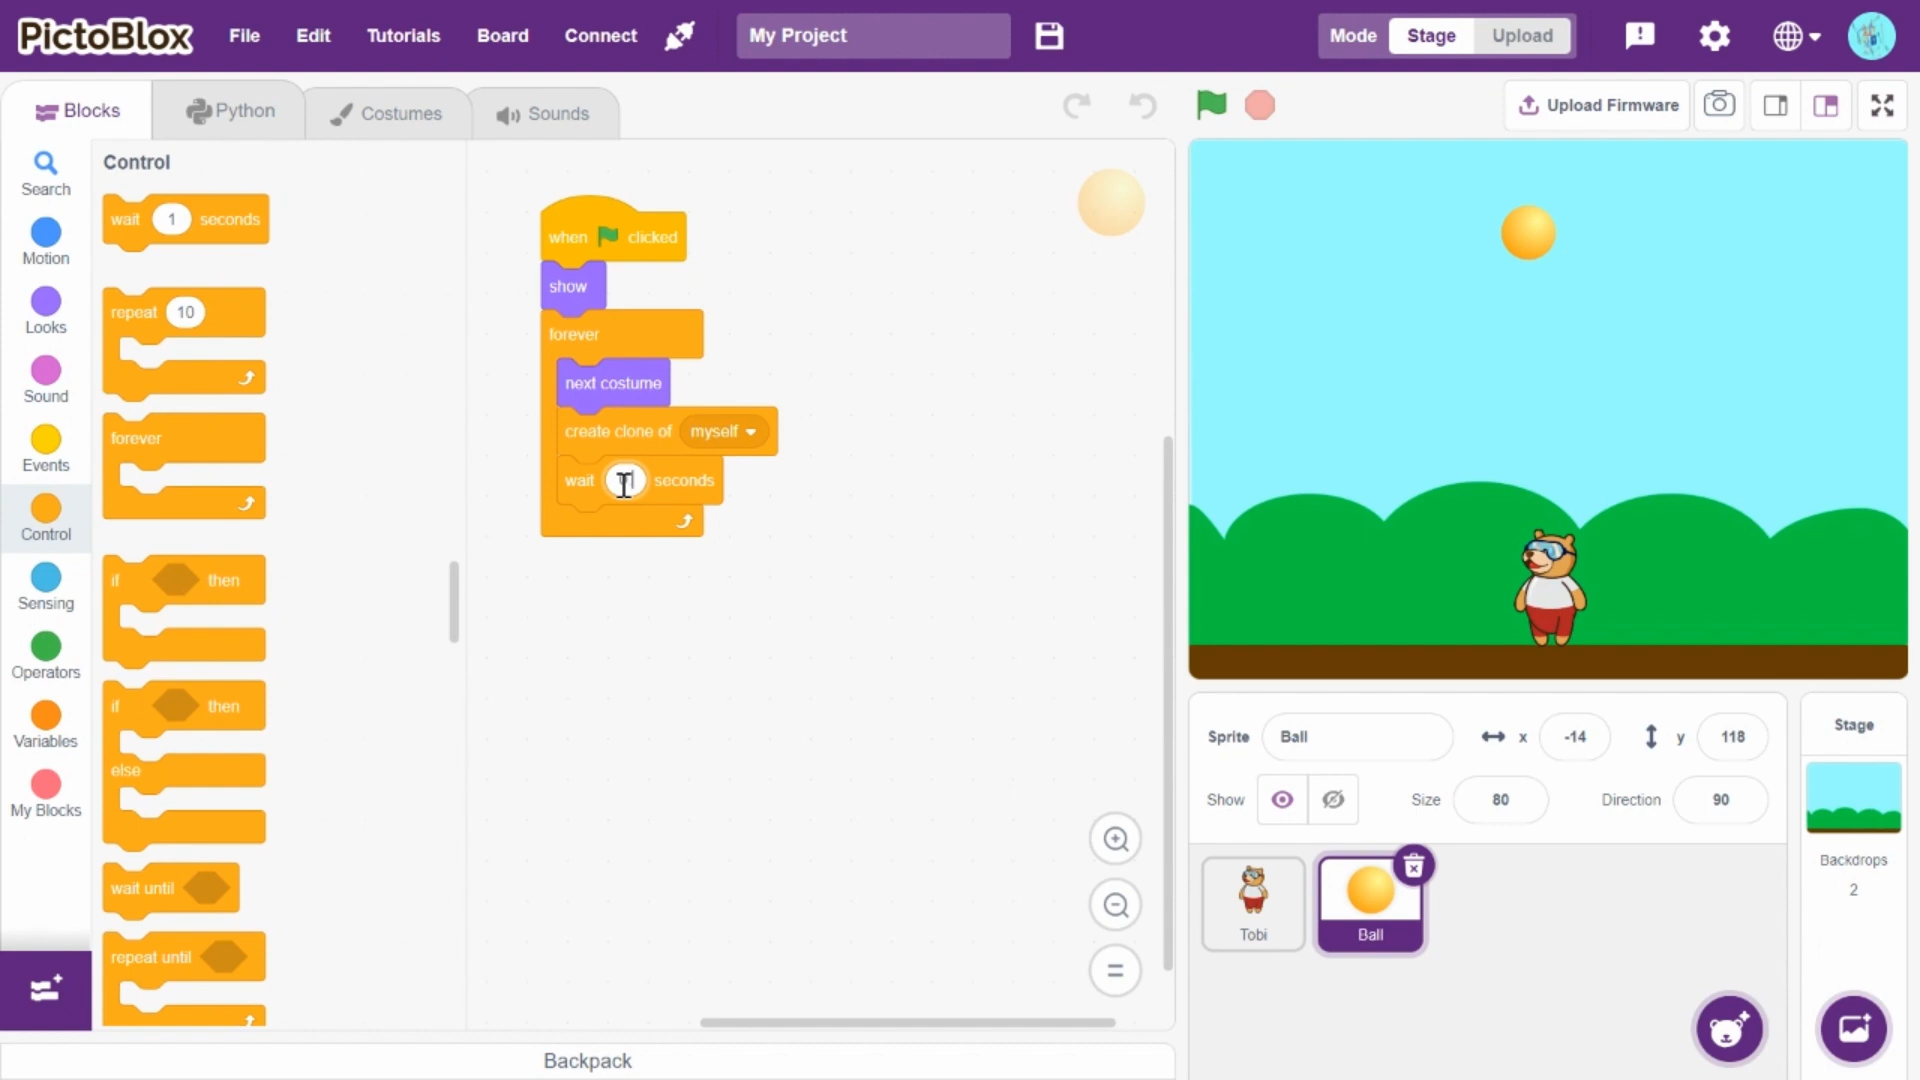 PictoBlox File Edit Tutorials Board Connect My Project Mode Stage Upload
Blocks Python Costumes Sounds Upload Firmware
Search
Motion
Looks
Sound
Events
Control
Sensing
Operators
Variables
My Blocks
Control
wait 1 seconds
repeat 10
forever
if then
if then
else
wait until
repeat until
when clicked
show
forever
next costume
create clone of myself
wait seconds
Sprite Ball x -14 y 118
Show Size 80 Direction 90
Tobi Ball
Stage
Backdrops
2
Backpack